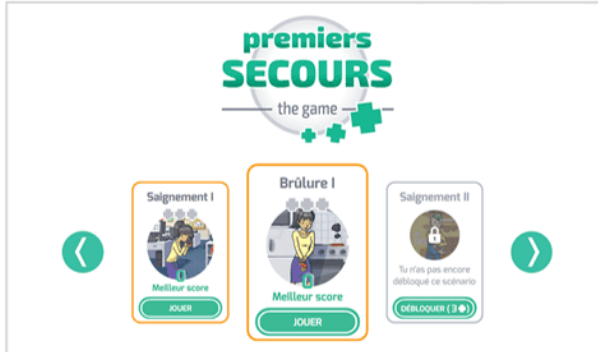 premiers
SECOURS
the game
Saignement I
Meilleur score
JOUER
Brûlure I
Meilleur score
JOUER
Saignement II
Tu n'as pas encore
débloqué ce scénario
DÉBLOQUER (3)